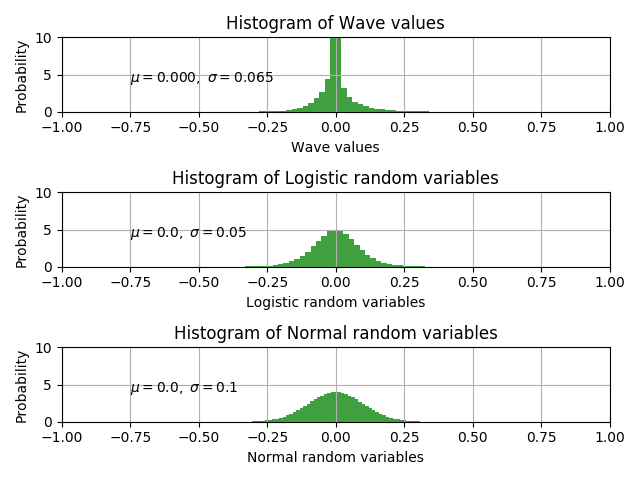 Histogram of Wave values
Probability
10
5
0
μ = 0.000, σ = 0.065
−1.00 −0.75 −0.50 −0.25 0.00 0.25 0.50 0.75 1.00
Wave values
Histogram of Logistic random variables
Probability
10
5
0
μ = 0.0, σ = 0.05
−1.00 −0.75 −0.50 −0.25 0.00 0.25 0.50 0.75 1.00
Logistic random variables
Histogram of Normal random variables
Probability
10
5
0
μ = 0.0, σ = 0.1
−1.00 −0.75 −0.50 −0.25 0.00 0.25 0.50 0.75 1.00
Normal random variables